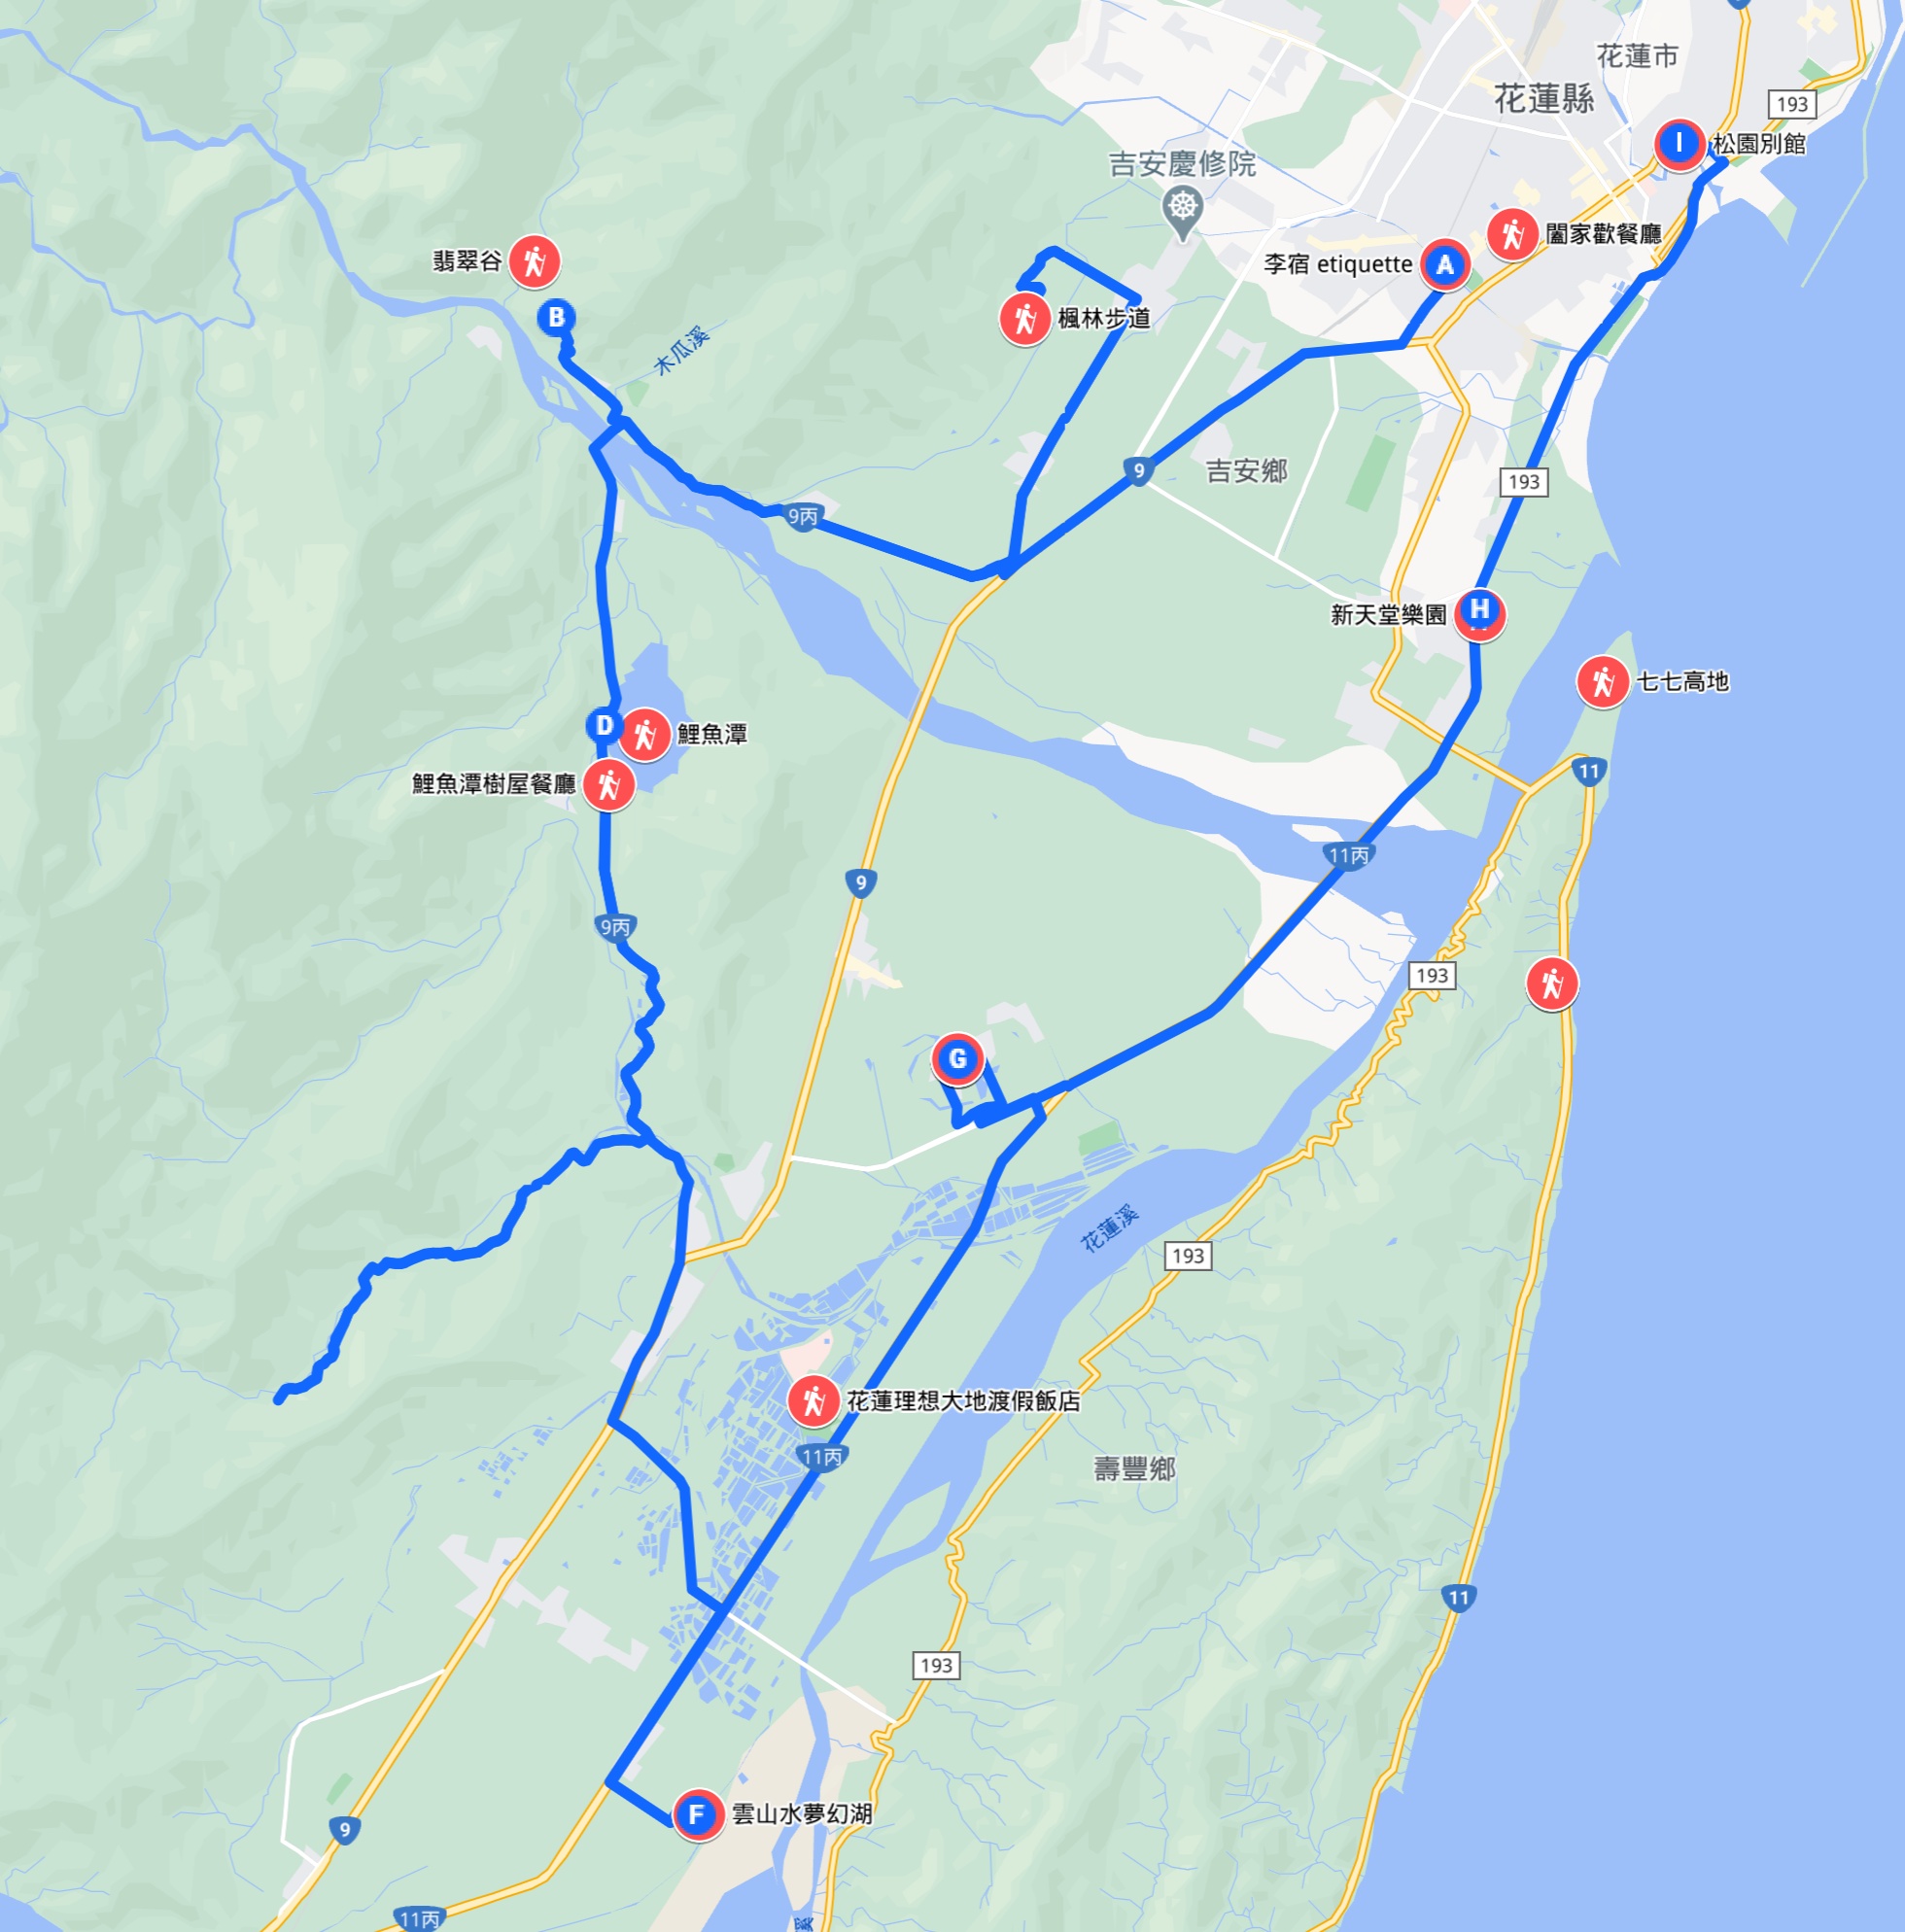 花蓮市
花蓮縣
193
I
松園別館
吉安慶修院
闔家歡餐廳
翡翠谷
李宿 etiquette
A
B
楓林步道
木瓜溪
9
吉安鄉
193
9丙
新天堂樂園
H
七七高地
D
鯉魚潭
鯉魚潭樹屋餐廳
11
11丙
9
9丙
193
G
花蓮溪
193
花蓮理想大地渡假飯店
11丙
壽豐鄉
11
193
F
雲山水夢幻湖
9
11丙
溪